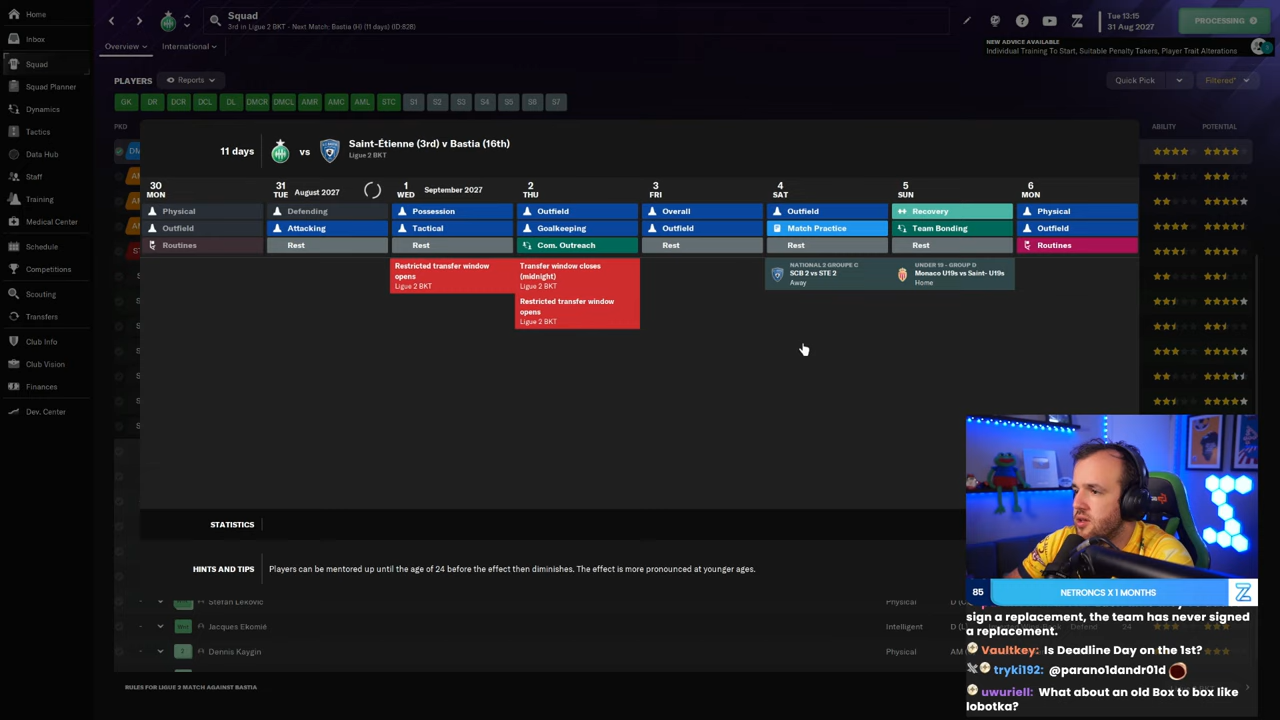 Home
Inbox
Squad
Squad Planner
Dynamics
Tactics
Data Hub
Staff
Training
Medical Center
Schedule
Competitions
Scouting
Transfers
Club Info
Club Vision
Finances
Dev. Center
Squad
3rd in Ligue 2 BKT - Next Match: Bastia (H) (11 days) (ID:828)
Tue 13:15
31 Aug 2027
PROCESSING
Overview
International
NEW ADVICE AVAILABLE
Individual Training To Start, Suitable Penalty Takers, Player Trait Alterations
PLAYERS
Reports
Quick Pick
Filtered*
GK DR DCR DCL DL DMCR DMCL AMR AMC AML STC S1 S2 S3 S4 S5 S6 S7
PKD
ABILITY
POTENTIAL
11 days
vs
Saint-Étienne (3rd) v Bastia (16th)
Ligue 2 BKT
30 MON
31 TUE
August 2027
1 WED
September 2027
2 THU
3 FRI
4 SAT
5 SUN
6 MON
Physical Defending Possession Outfield Overall Outfield Recovery Physical
Outfield Attacking Tactical Goalkeeping Outfield Match Practice Team Bonding Outfield
Routines Rest Rest Com. Outreach Rest Rest Rest Routines
Restricted transfer window
opens
Ligue 2 BKT
Transfer window closes
(midnight)
Ligue 2 BKT
Restricted transfer window
opens
Ligue 2 BKT
NATIONAL 2 GROUPE C
SCB 2 vs STE 2
Away
UNDER 19 - GROUP D
Monaco U19s vs Saint- U19s
Home
STATISTICS
HINTS AND TIPS
Players can be mentored up until the age of 24 before the effect then diminishes. The effect is more pronounced at younger ages.
Stefan Lekovic
Physical
Jacques Ekomié
Intelligent
Defend
24
Dennis Kaygin
Physical
RULES FOR LIGUE 2 MATCH AGAINST BASTIA
85
NETRONCS X 1 MONTHS
sign a replacement, the team has never signed
a replacement.
Vaultkey: Is Deadline Day on the 1st?
tryki192: @parano1dandr01d
uwuriell: What about an old Box to box like
lobotka?